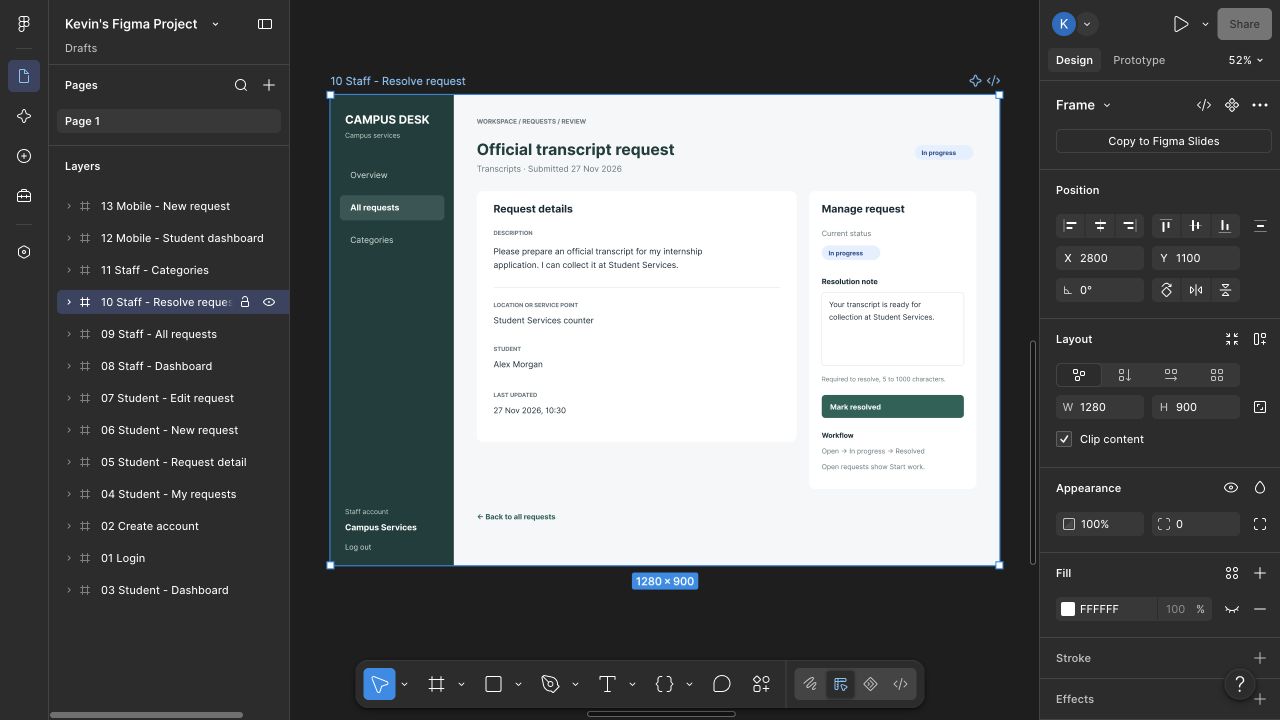 Kevin's Figma Project
Drafts
Pages
Page 1
Layers
13 Mobile - New request
12 Mobile - Student dashboard
11 Staff - Categories
10 Staff - Resolve reques
09 Staff - All requests
08 Staff - Dashboard
07 Student - Edit request
06 Student - New request
05 Student - Request detail
04 Student - My requests
02 Create account
01 Login
03 Student - Dashboard
10 Staff - Resolve request
CAMPUS DESK
Campus services
Overview
All requests
Categories
Staff account
Campus Services
Log out
WORKSPACE / REQUESTS / REVIEW
Official transcript request
Transcripts · Submitted 27 Nov 2026
In progress
Request details
DESCRIPTION
Please prepare an official transcript for my internship
application. I can collect it at Student Services.
LOCATION OR SERVICE POINT
Student Services counter
STUDENT
Alex Morgan
LAST UPDATED
27 Nov 2026, 10:30
Manage request
Current status
In progress
Resolution note
Your transcript is ready for
collection at Student Services.
Required to resolve, 5 to 1000 characters.
Mark resolved
Workflow
Open → In progress → Resolved
Open requests show Start work.
← Back to all requests
1280 × 900
K
Share
Design
Prototype
52%
Frame
Copy to Figma Slides
Position
X 2800
Y 1100
0°
Layout
W 1280
H 900
Clip content
Appearance
100%
0
Fill
FFFFFF
100 %
Stroke
Effects
?